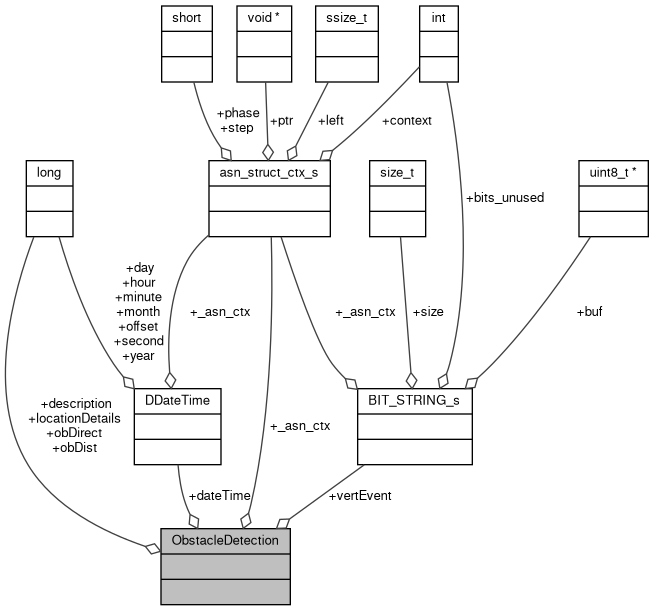 short
void *
ssize_t
int
+phase
+step
+ptr
+left
+context
long
asn_struct_ctx_s
size_t
uint8_t *
+bits_unused
+day
+hour
+minute
+month
+offset
+second
+year
+_asn_ctx
+_asn_ctx
+size
+buf
+description
+locationDetails
+obDirect
+obDist
DDateTime
BIT_STRING_s
+_asn_ctx
+dateTime
+vertEvent
ObstacleDetection